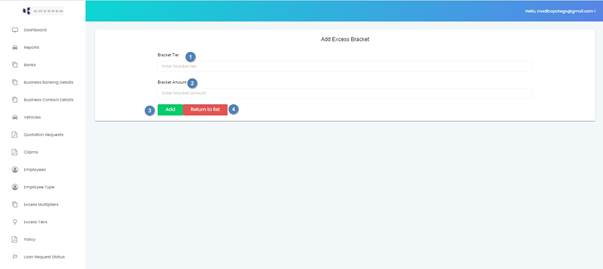 Hello, modibapatego@gmail.com
Dashboard
Reports
Banks
Business Banking Details
Business Contact Details
Vehicles
Quotation Requests
Claims
Employees
Employee Type
Excess Multipliers
Excess Tiers
Policy
Loan Request Status
Add Excess Bracket
Bracket Tier 1
Enter bracket tier
Bracket Amount 2
Enter bracket amount
3 Add Return to list 4